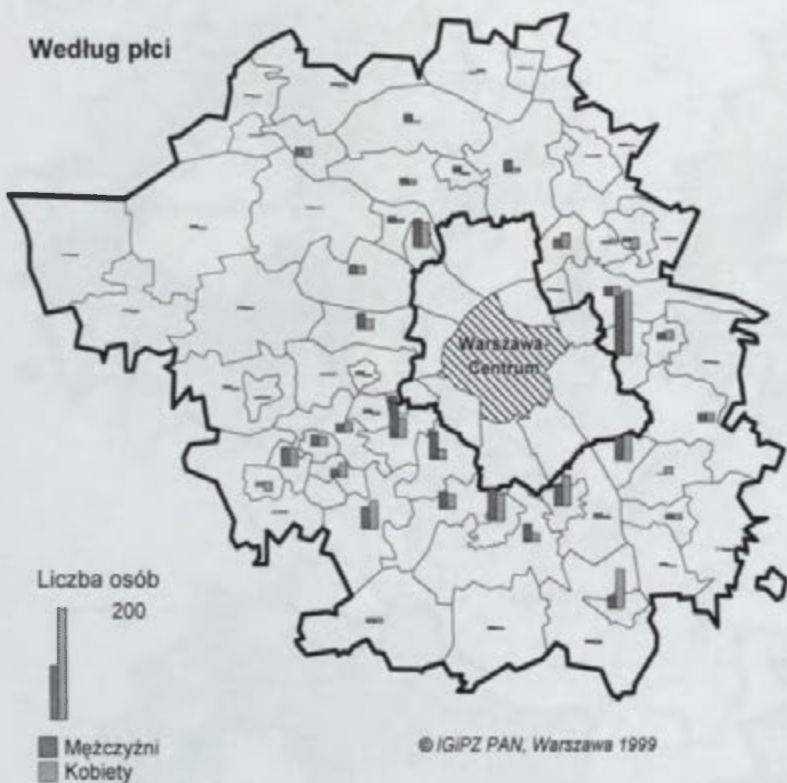 Według płci
Warszawa-
Centrum
Liczba osób
200
Mężczyźni
Kobiety
© IGiPZ PAN, Warszawa 1999